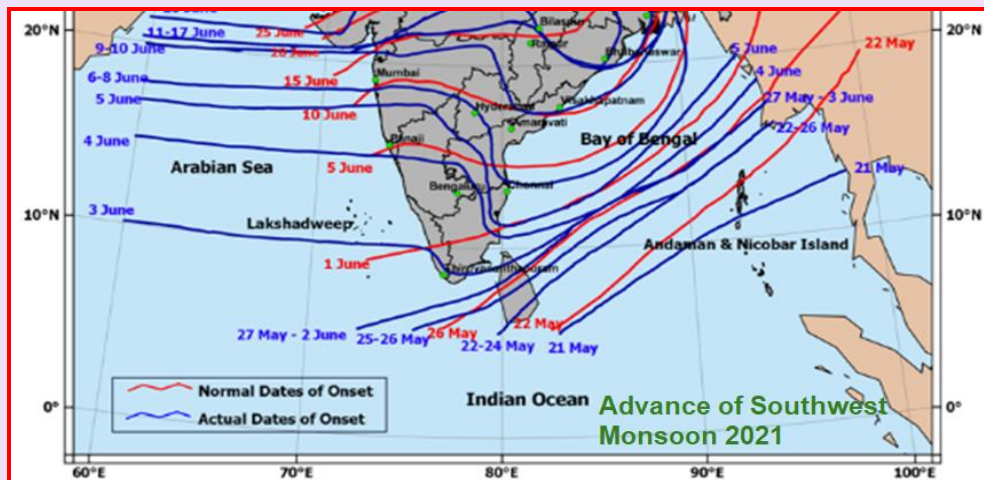 20°N
20°N
11-17 June
25 June
Bilaspur
20 June
Raipur
Bhubaneswar
9-10 June
5 June
22 May
6-8 June
Mumbai
15 June
4 June
5 June
10 June
Hyderabad
Visakhapatnam
27 May - 3 June
Amaravati
22-26 May
4 June
Panaji
Bay of Bengal
Arabian Sea
5 June
21 May
Bengaluru
Chennai
3 June
10°N
10°N
Lakshadweep
Andaman & Nicobar Island
1 June
Thiruvananthapuram
27 May - 2 June
25-26 May
26 May
22 May
22-24 May
21 May
Normal Dates of Onset
Actual Dates of Onset
Indian Ocean
Advance of Southwest
Monsoon 2021
0°
0°
60°E
70°E
80°E
90°E
100°E